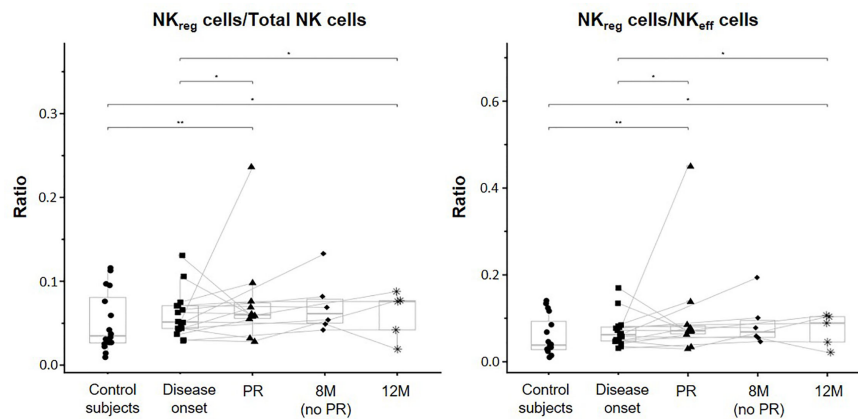 NKreg cells/Total NK cells
Ratio
0.3
0.2
0.1
0.0
*
*
*
**
Control subjects
Disease onset
PR
8M (no PR)
12M
NKreg cells/NKeff cells
Ratio
0.6
0.4
0.2
0.0
*
*
*
**
Control subjects
Disease onset
PR
8M (no PR)
12M